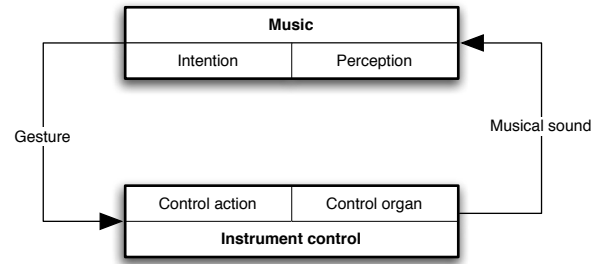 Music
Intention Perception
Gesture
Musical sound
Control action Control organ
Instrument control